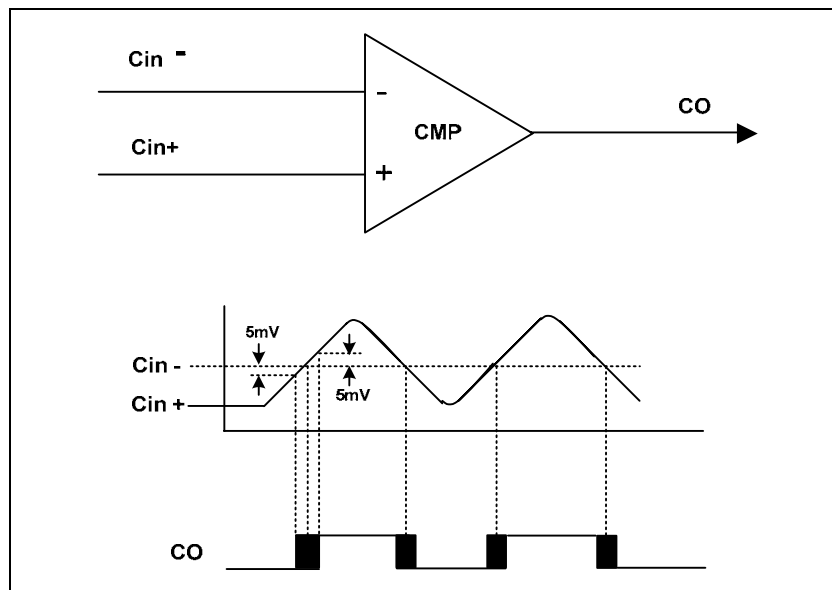 Cin -
-
CO
CMP
Cin+
+
5mV
Cin -
5mV
Cin +
CO